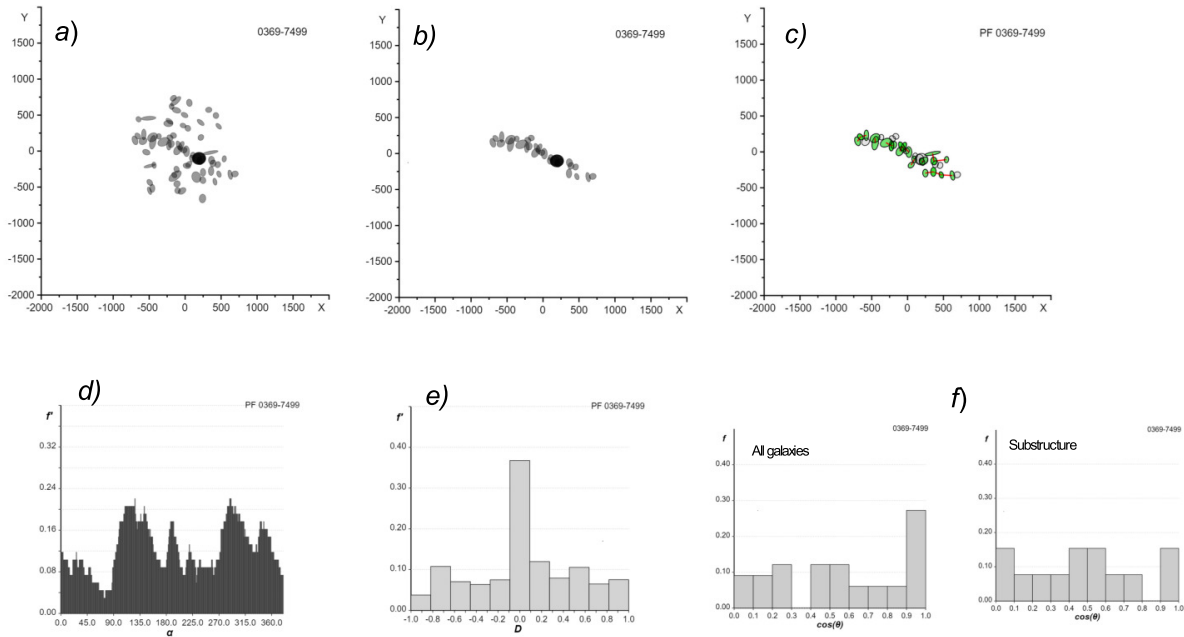 a)
Y
0369-7499
1500
1000
500
0
-500
-1000
-1500
-2000
-2000 -1500 -1000 -500 0 500 1000 1500 X
b)
Y
0369-7499
1500
1000
500
0
-500
-1000
-1500
-2000
-2000 -1500 -1000 -500 0 500 1000 1500 X
c)
Y
PF 0369-7499
1500
1000
500
0
-500
-1000
-1500
-2000
-2000 -1500 -1000 -500 0 500 1000 1500 X
d)
PF 0369-7499
f'
0.32
0.24
0.16
0.08
0.00
0.0 45.0 90.0 135.0 180.0 225.0 270.0 315.0 360.0
α
e)
PF 0369-7499
f'
0.40
0.30
0.20
0.10
0.00
-1.0 -0.8 -0.6 -0.4 -0.2 0.0 0.2 0.4 0.6 0.8 1.0
D
f)
0369-7499
f
All galaxies
0.40
0.30
0.20
0.10
0.00
0.0 0.1 0.2 0.3 0.4 0.5 0.6 0.7 0.8 0.9 1.0
cos(θ)
0369-7499
f
Substructure
0.40
0.30
0.20
0.10
0.00
0.0 0.1 0.2 0.3 0.4 0.5 0.6 0.7 0.8 0.9 1.0
cos(θ)